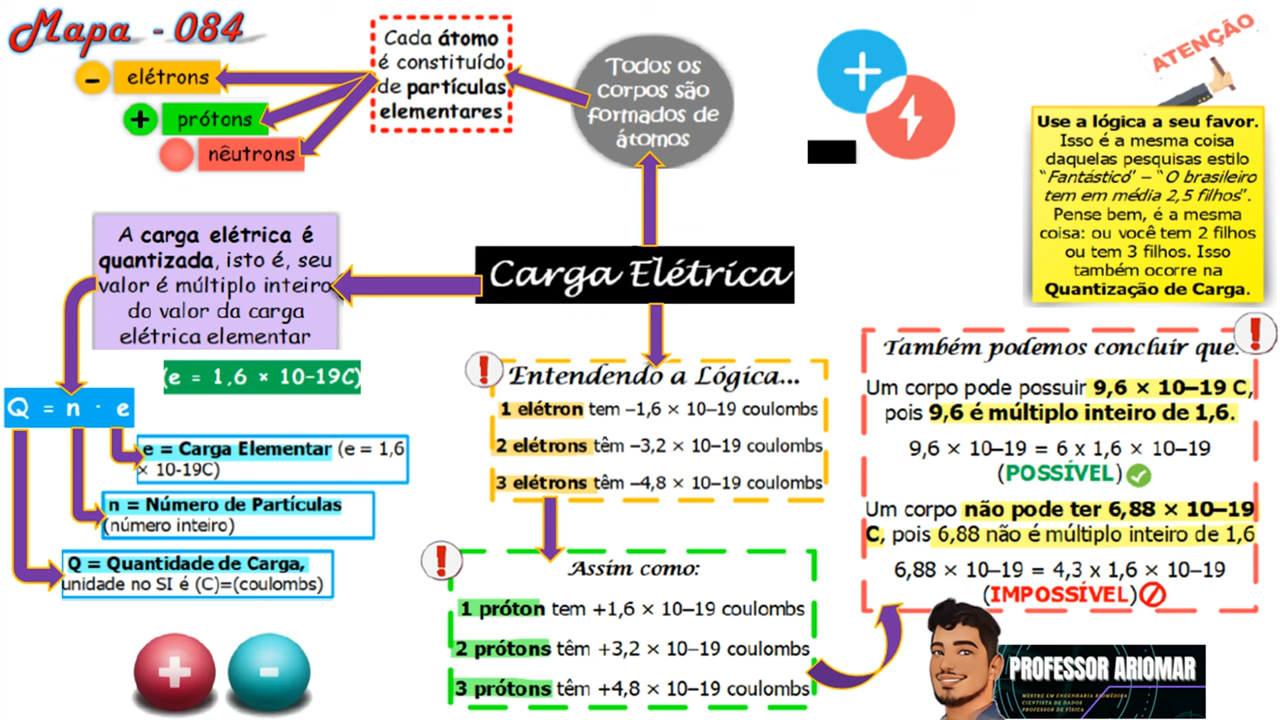 Mapa - 084
- elétrons
+ prótons
nêutrons
Cada átomo
é constituído
de partículas
elementares
Todos os
corpos são
formados de
átomos
ATENÇÃO
Use a lógica a seu favor.
Isso é a mesma coisa
daquelas pesquisas estilo
"Fantástico" – "O brasileiro
tem em média 2,5 filhos".
Pense bem, é a mesma
coisa: ou você tem 2 filhos
ou tem 3 filhos. Isso
também ocorre na
Quantização de Carga.
A carga elétrica é
quantizada, isto é, seu
valor é múltiplo inteiro
do valor da carga
elétrica elementar
Carga Elétrica
(e = 1,6 × 10-19C)
Q = n · e
e = Carga Elementar (e = 1,6
× 10-19C)
n = Número de Partículas
(número inteiro)
Q = Quantidade de Carga,
unidade no SI é (C)=(coulombs)
Entendendo a Lógica...
1 elétron tem –1,6 × 10–19 coulombs
2 elétrons têm –3,2 × 10–19 coulombs
3 elétrons têm –4,8 × 10–19 coulombs
Assim como:
1 próton tem +1,6 × 10–19 coulombs
2 prótons têm +3,2 × 10–19 coulombs
3 prótons têm +4,8 × 10–19 coulombs
Também podemos concluir que:
Um corpo pode possuir 9,6 × 10–19 C,
pois 9,6 é múltiplo inteiro de 1,6.
9,6 × 10–19 = 6 x 1,6 × 10–19
(POSSÍVEL)
Um corpo não pode ter 6,88 × 10–19
C, pois 6,88 não é múltiplo inteiro de 1,6
6,88 × 10–19 = 4,3 x 1,6 × 10–19
(IMPOSSÍVEL)
PROFESSOR ARIOMAR
MESTRE EM ENGENHARIA BIOMÉDICA
CIENTISTA DE DADOS
PROFESSOR DE FÍSICA